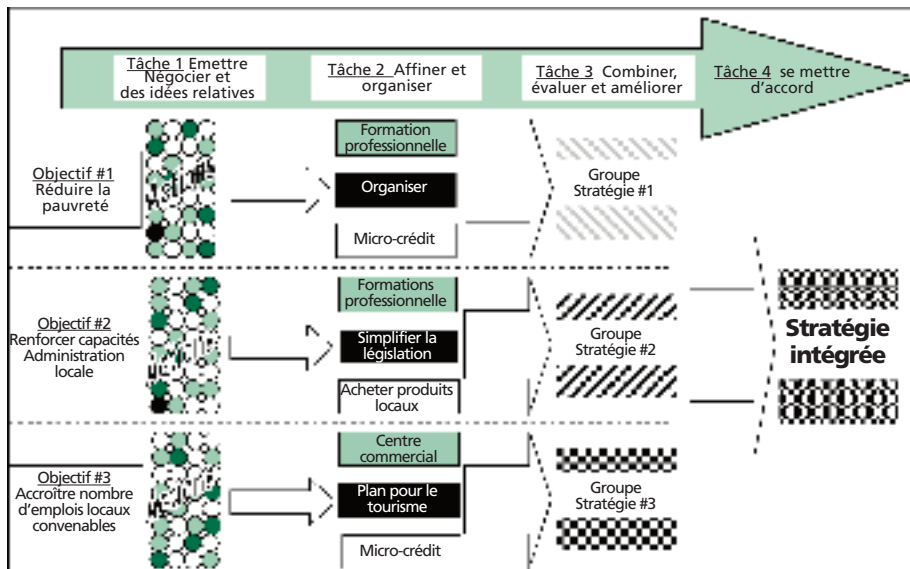 Tâche 1 Emettre
Négocier et
des idées relatives
Tâche 2 Affiner et
organiser
Tâche 3 Combiner,
évaluer et améliorer
Tâche 4 se mettre
d'accord
Objectif #1
Réduire la
pauvreté
Formation
professionnelle
Organiser
Micro-crédit
Groupe
Stratégie #1
Objectif #2
Renforcer capacités
Administration
locale
Formations
professionnelle
Simplifier la
législation
Acheter produits
locaux
Groupe
Stratégie #2
Objectif #3
Accroître nombre
d'emplois locaux
convenables
Centre
commercial
Plan pour le
tourisme
Micro-crédit
Groupe
Stratégie #3
Stratégie
intégrée